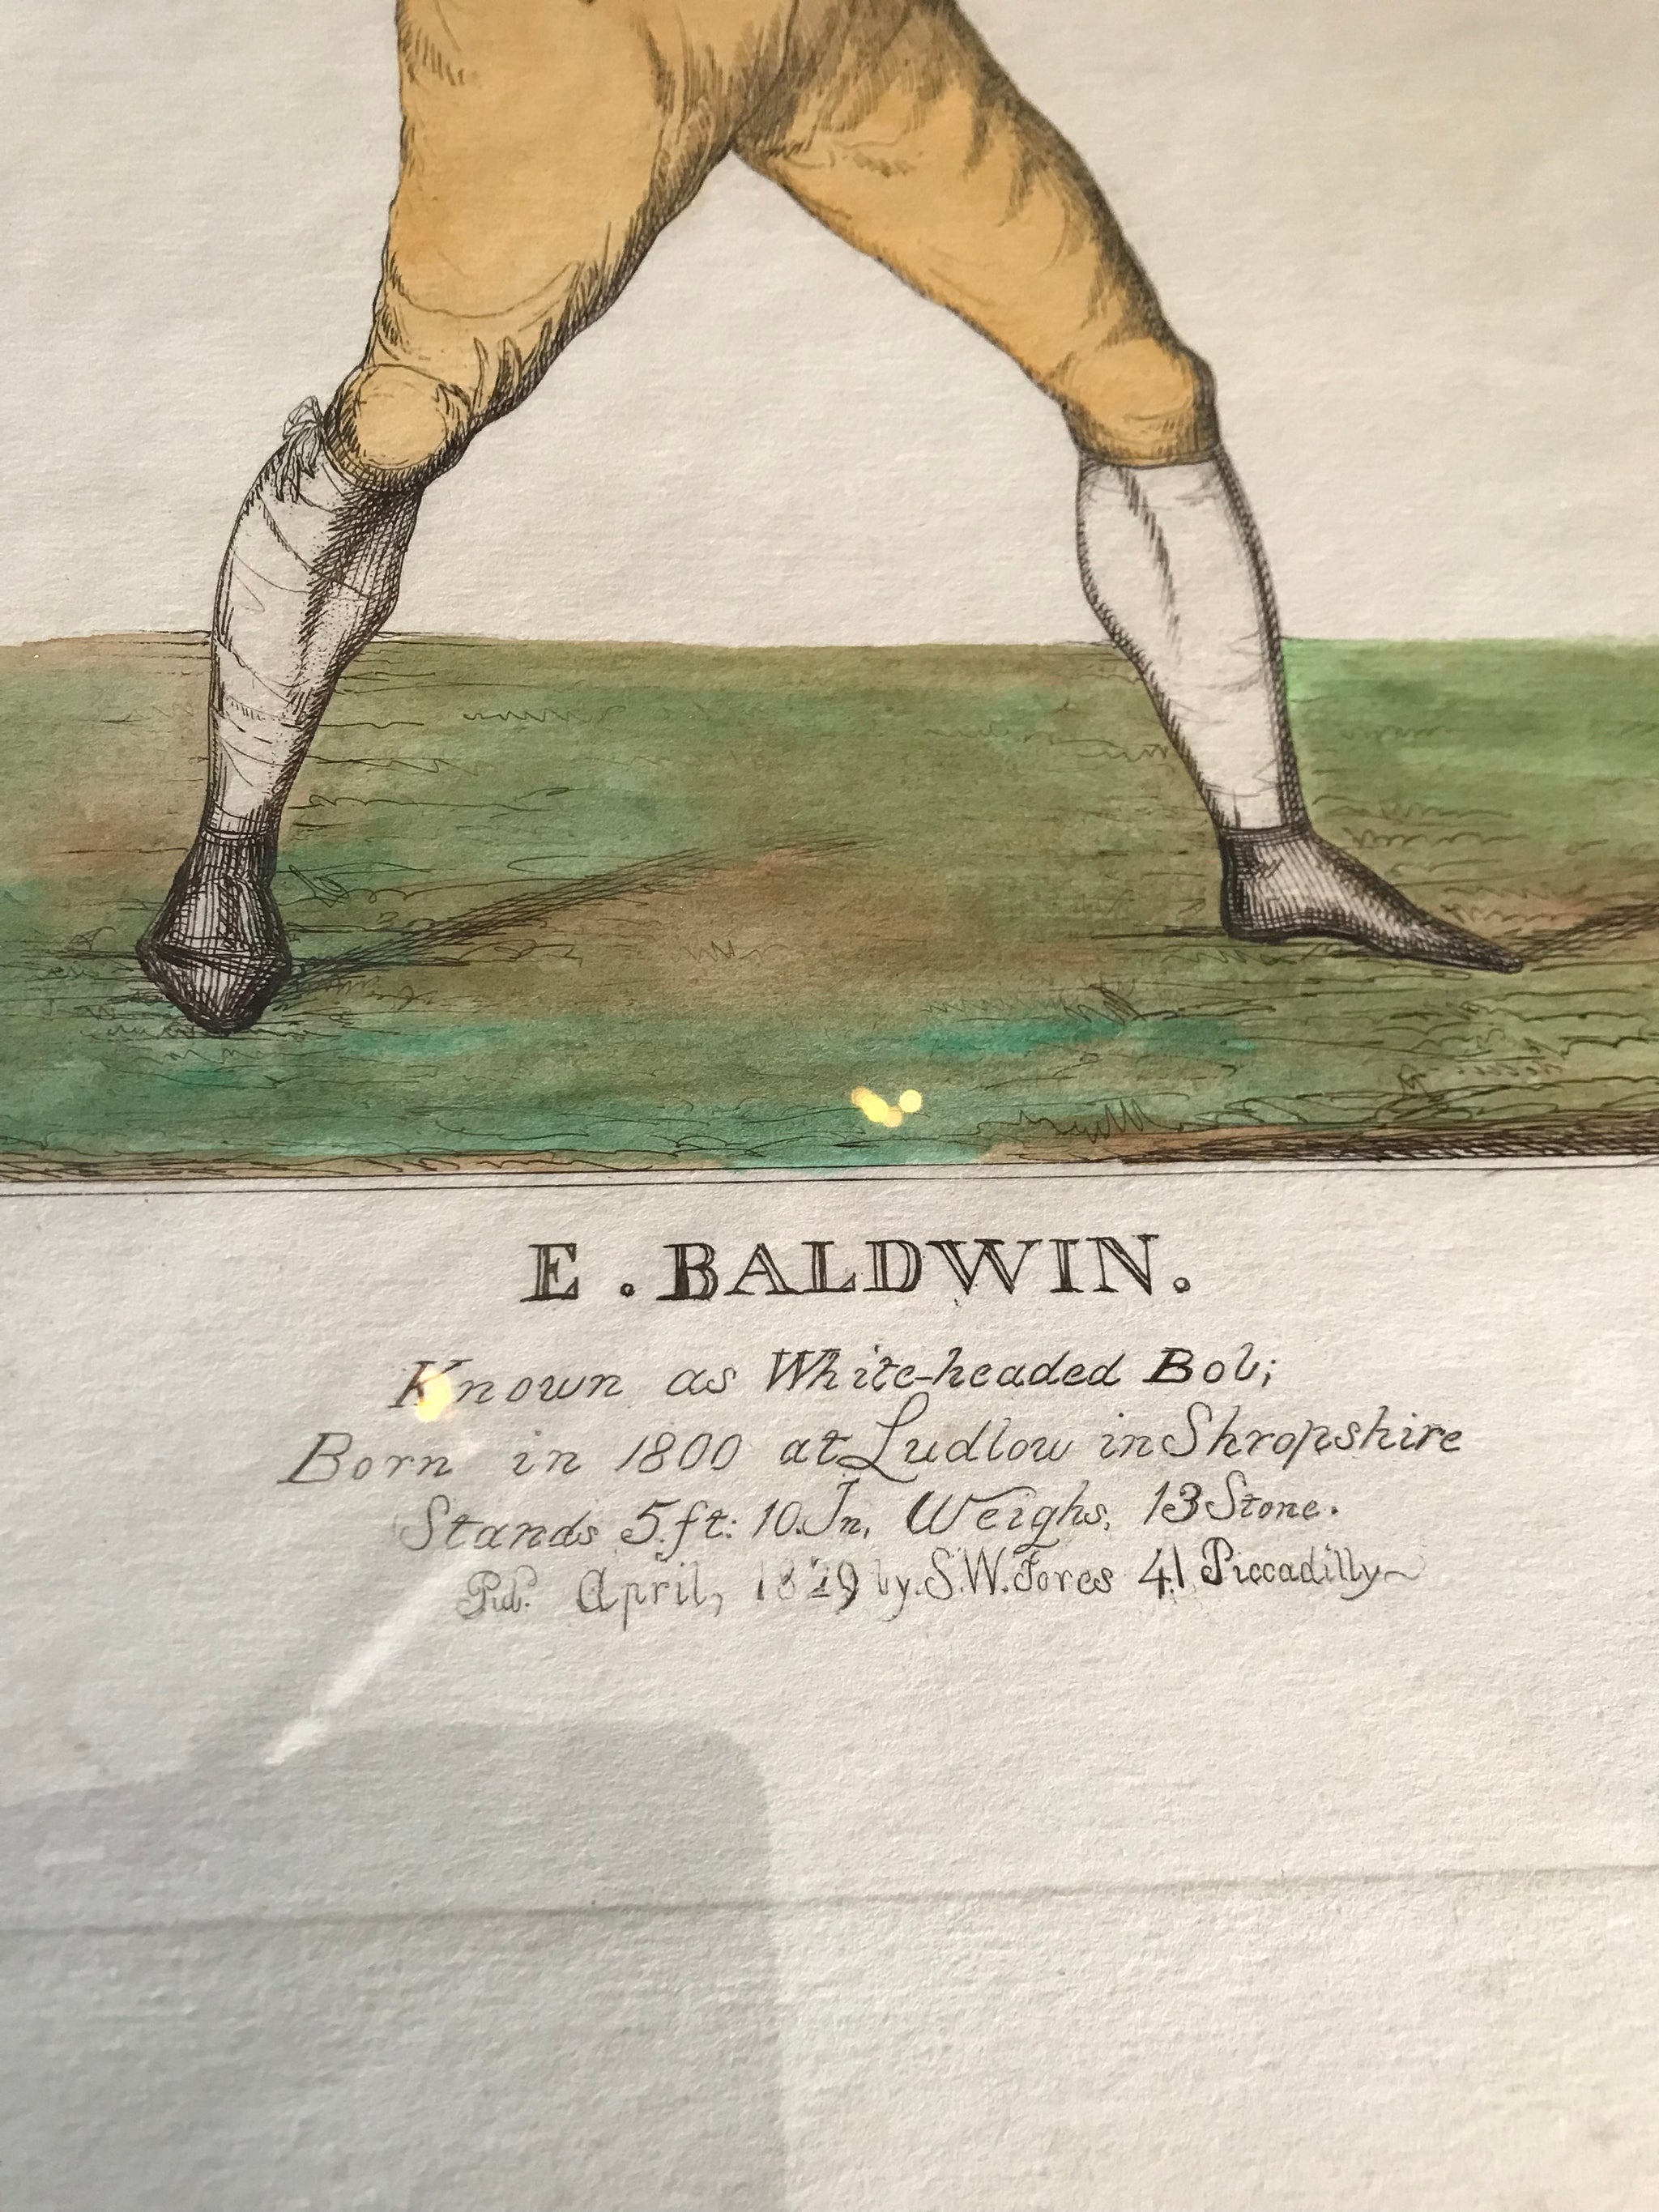 E. BALDWIN.
Known as White-headed Bob;
Born in 1800 at Ludlow in Shropshire
Stands 5.ft: 10.In, Weighs, 13 Stone.
Pub. April, 1829 by. S.W. Fores 41 Piccadilly